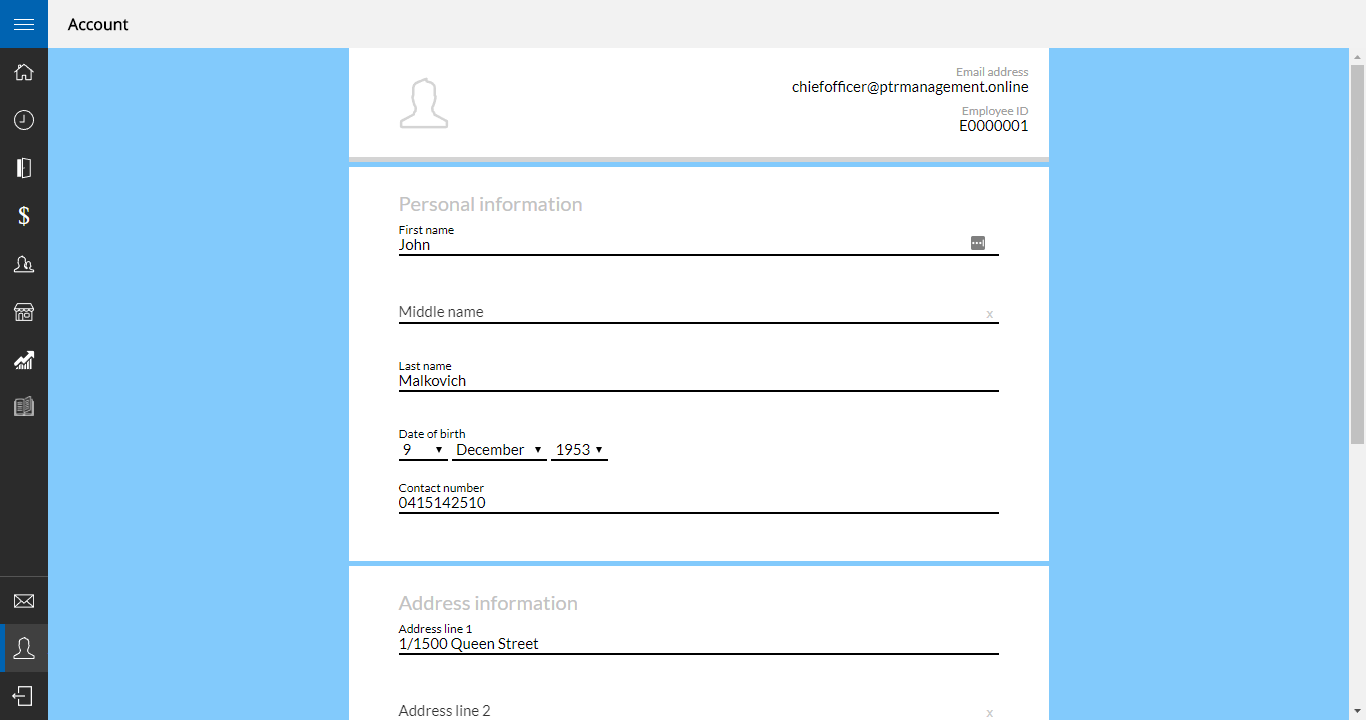 Account
Email address
chiefofficer@ptrmanagement.online
Employee ID
E0000001
Personal information
First name
John
Middle name
x
Last name
Malkovich
Date of birth
9 December 1953
Contact number
0415142510
Address information
Address line 1
1/1500 Queen Street
Address line 2
x
$